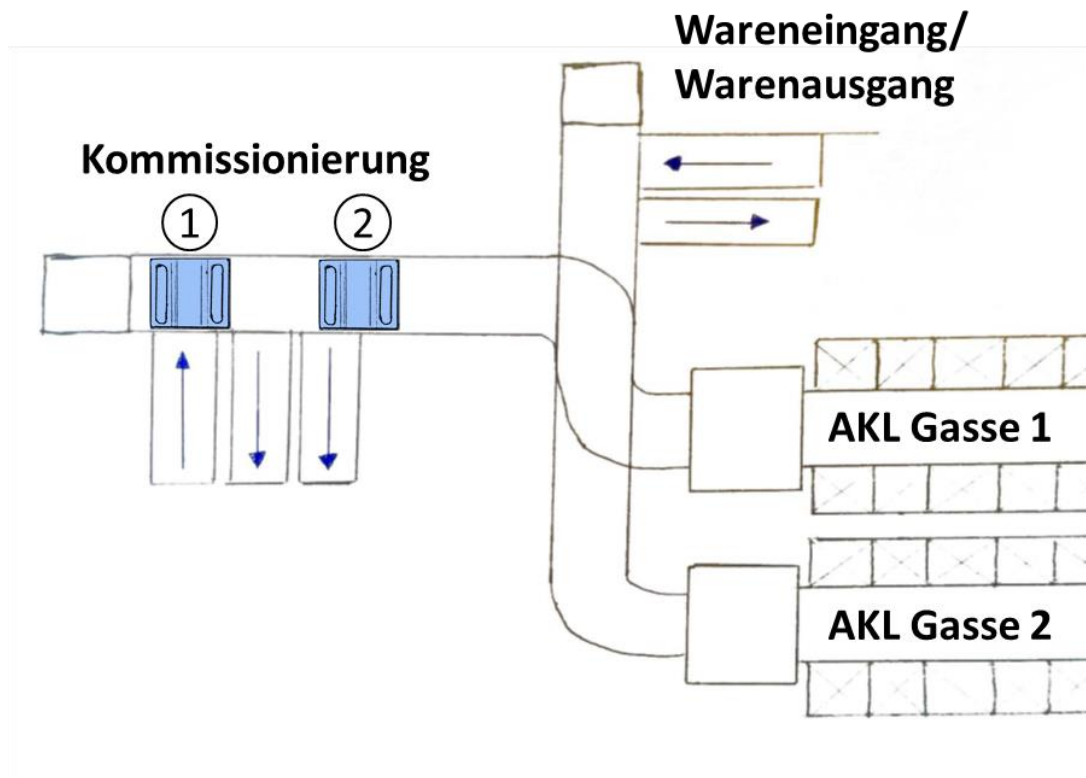 Wareneingang/
Warenausgang
Kommissionierung
1
2
AKL Gasse 1
AKL Gasse 2